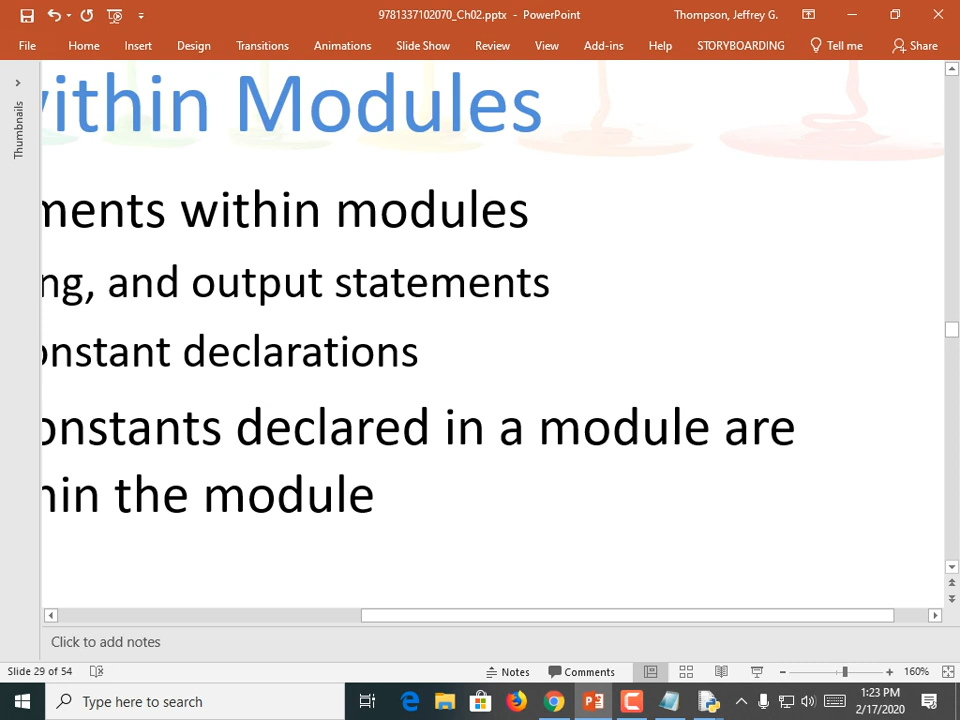 9781337102070_Ch02.pptx - PowerPoint
Thompson, Jeffrey G.
File Home Insert Design Transitions Animations Slide Show Review View Add-ins Help STORYBOARDING Tell me Share
Thumbnails
within Modules
ments within modules
ng, and output statements
onstant declarations
onstants declared in a module are
hin the module
Click to add notes
Slide 29 of 54 Notes Comments 160%
Type here to search
1:23 PM
2/17/2020